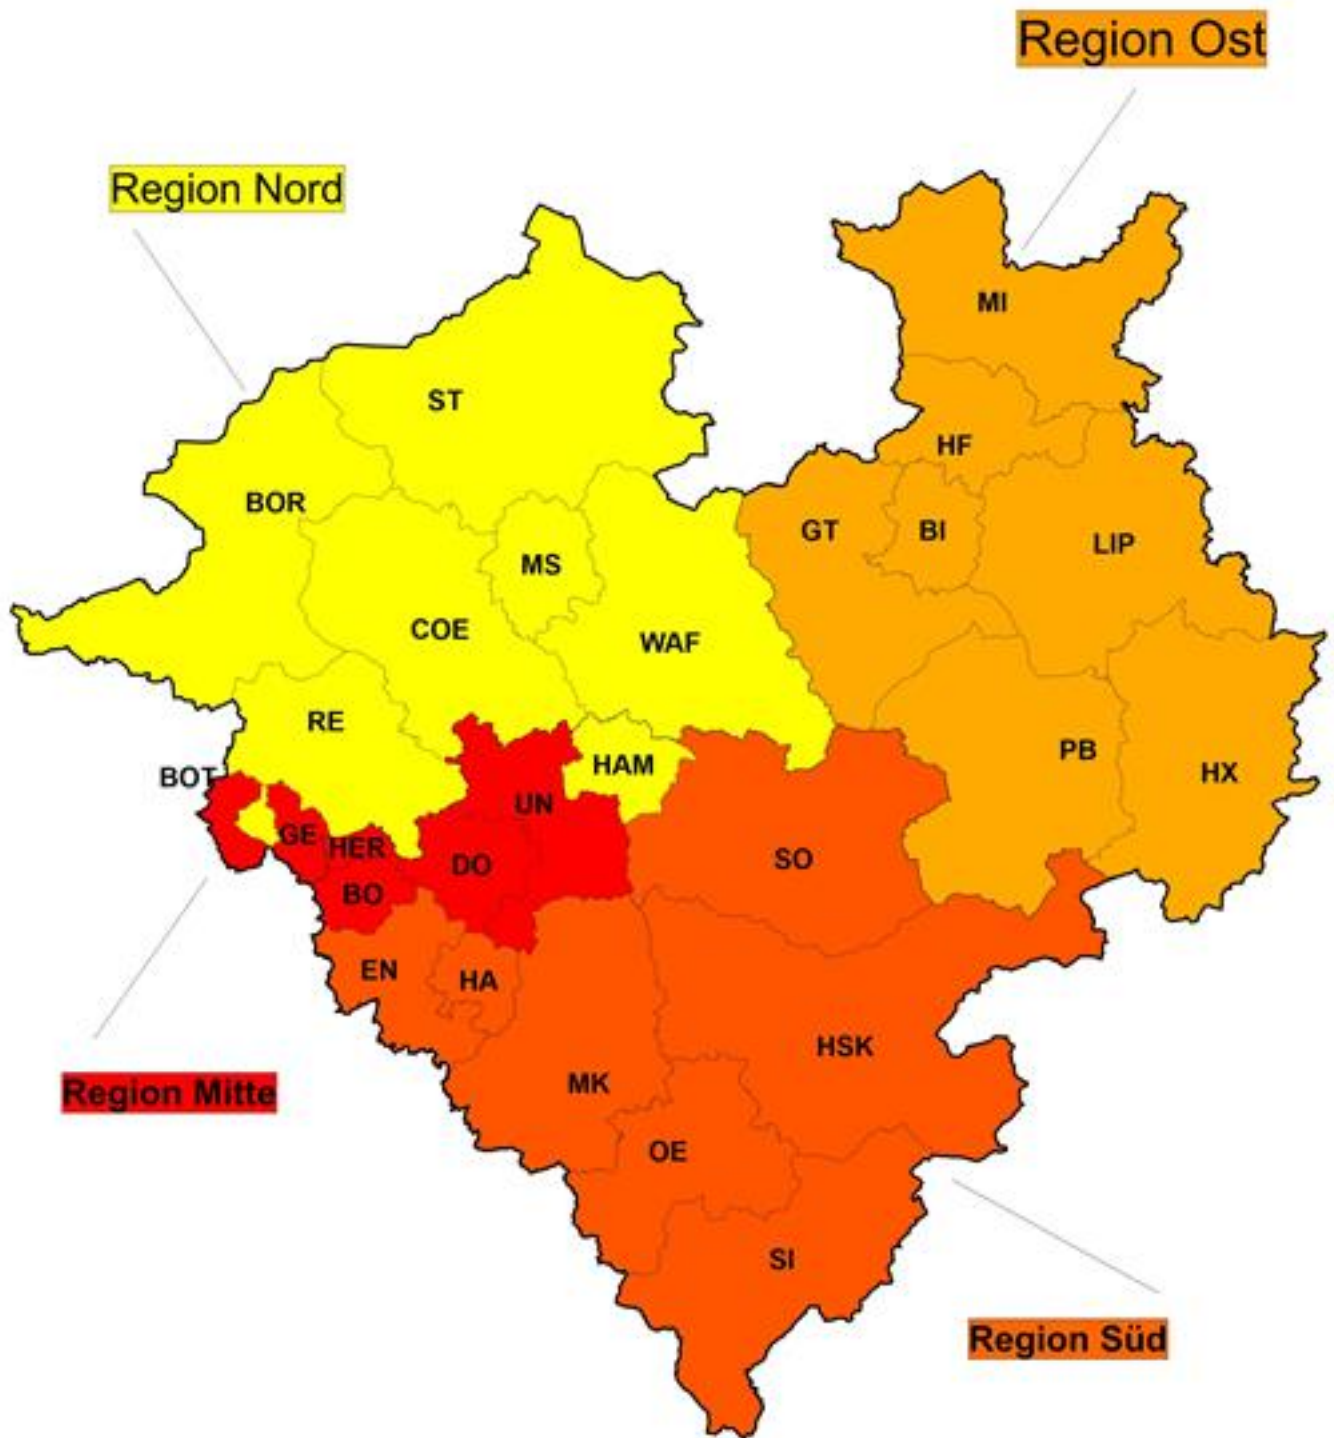 Region Ost
Region Nord
MI
ST
HF
BOR
GT
BI
LIP
MS
COE
WAF
RE
PB
HX
BOT
HAM
UN
GE
HER
DO
SO
BO
EN
HA
HSK
MK
Region Mitte
OE
SI
Region Süd